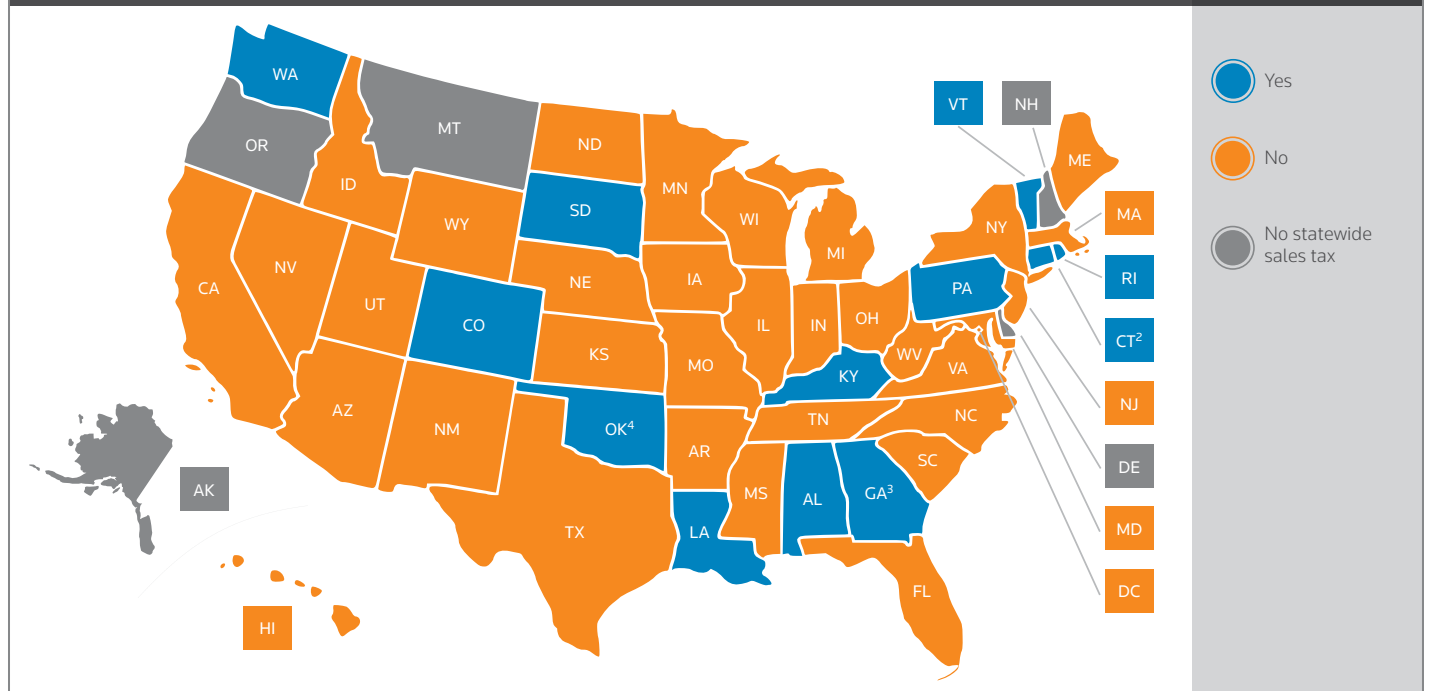 WA
VT
NH
Yes
MT
OR
ND
ID
MN
ME
No
SD
WI
MA
WY
NY
No statewide
sales tax
MI
NV
NE
IA
RI
CA
PA
UT
CO
IL
IN
OH
CT²
KS
WV
MO
KY
VA
AZ
NM
OK⁴
TN
NC
NJ
AR
SC
DE
AK
MS
AL
GA³
TX
LA
MD
FL
DC
HI